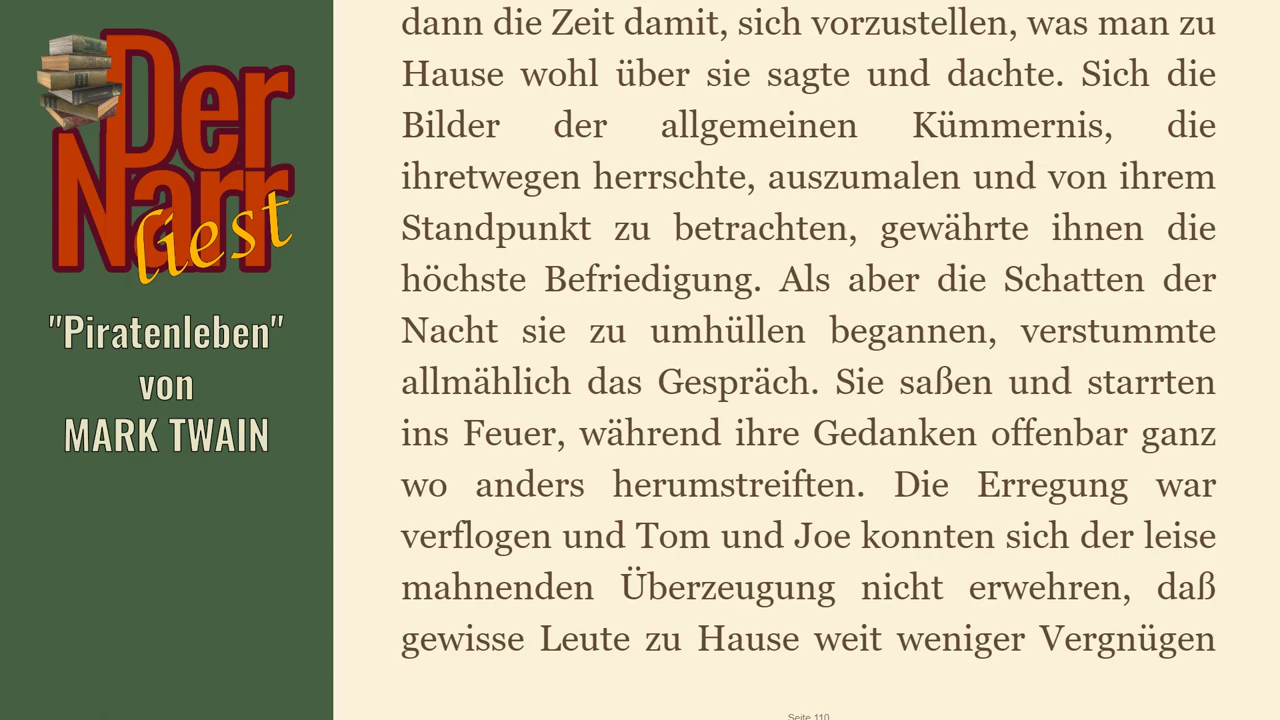 Der
Narr
liest
"Piratenleben"
von
MARK TWAIN
dann die Zeit damit, sich vorzustellen, was man zu
Hause wohl über sie sagte und dachte. Sich die
Bilder der allgemeinen Kümmernis, die
ihretwegen herrschte, auszumalen und von ihrem
Standpunkt zu betrachten, gewährte ihnen die
höchste Befriedigung. Als aber die Schatten der
Nacht sie zu umhüllen begannen, verstummte
allmählich das Gespräch. Sie saßen und starrten
ins Feuer, während ihre Gedanken offenbar ganz
wo anders herumstreiften. Die Erregung war
verflogen und Tom und Joe konnten sich der leise
mahnenden Überzeugung nicht erwehren, daß
gewisse Leute zu Hause weit weniger Vergnügen
Seite 110